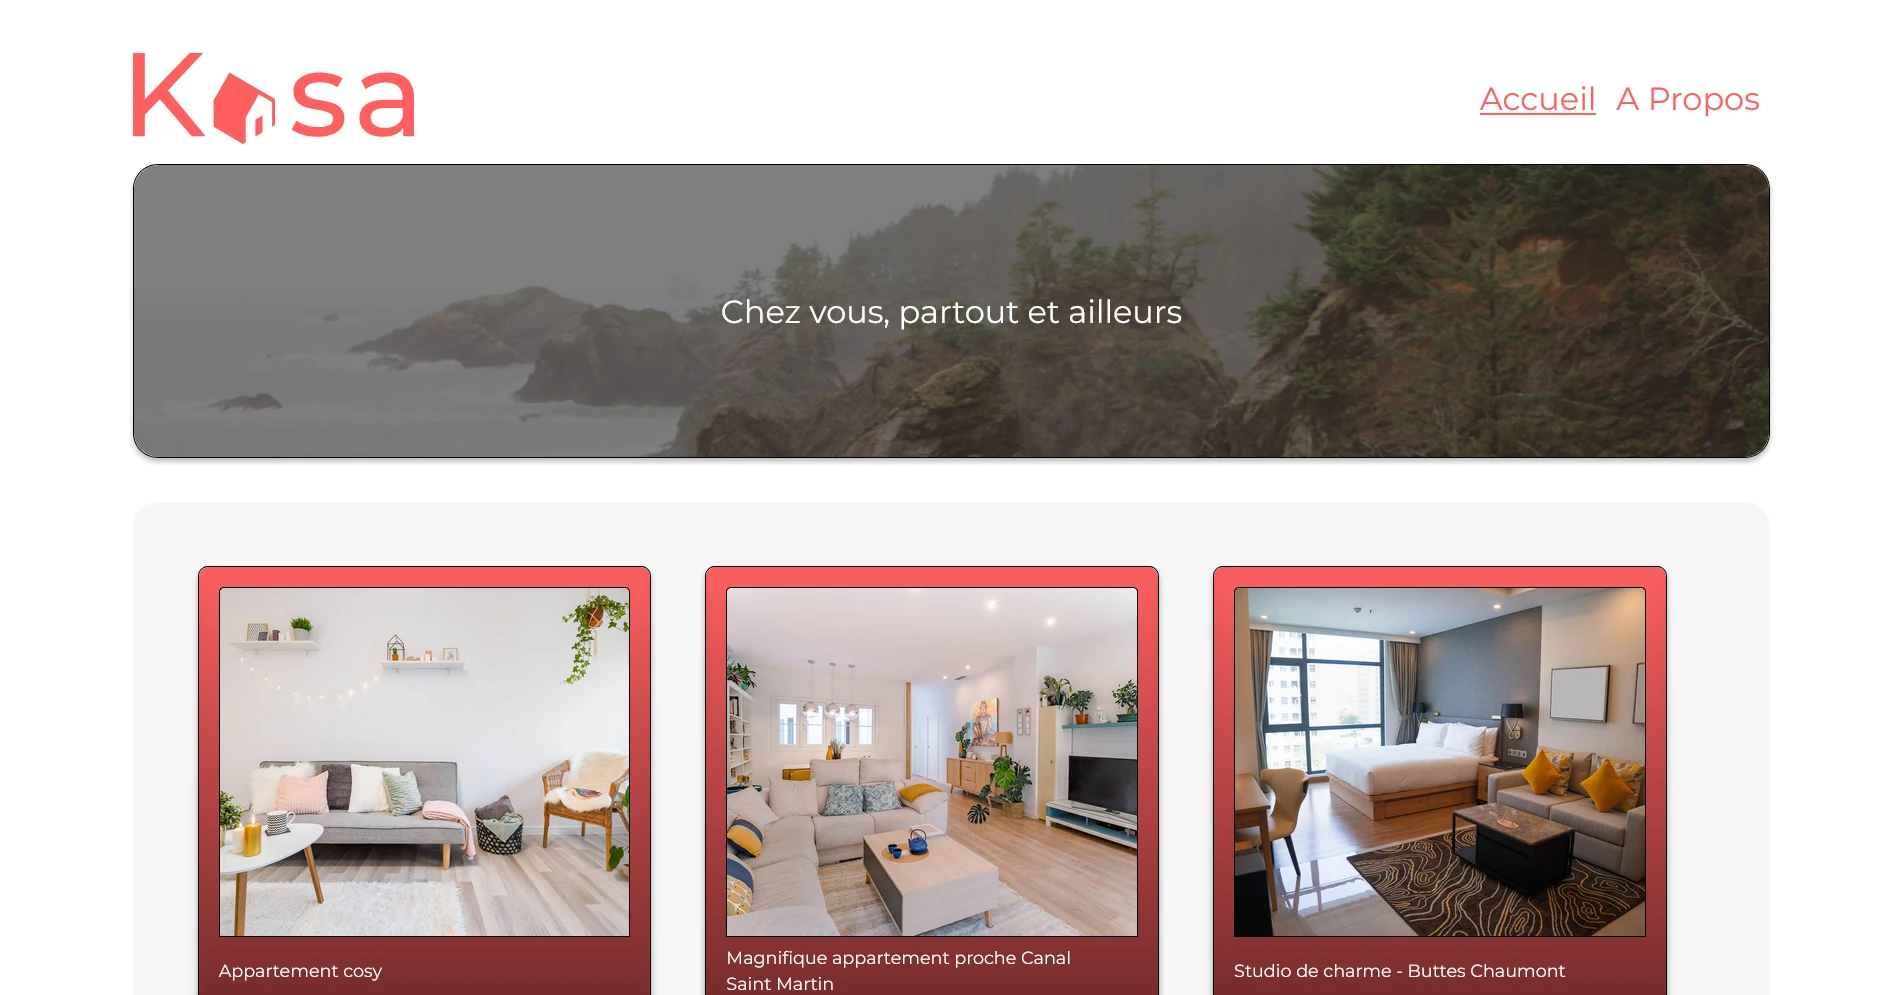 Kasa
Accueil A Propos
Chez vous, partout et ailleurs
Appartement cosy
Magnifique appartement proche Canal
Saint Martin
Studio de charme - Buttes Chaumont